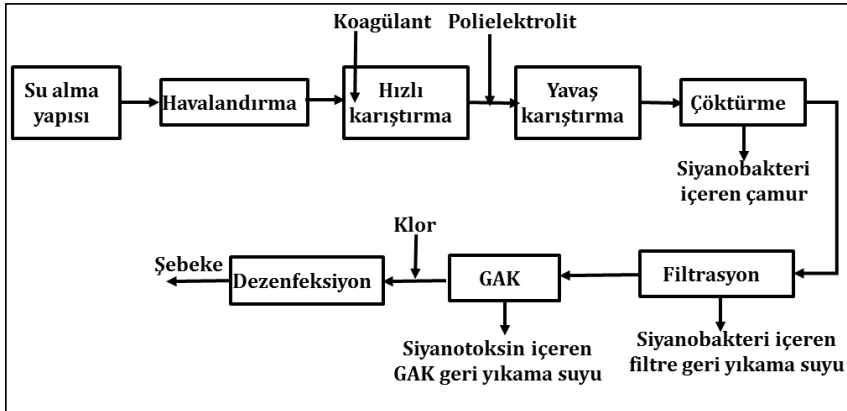 Koagülant
Polielektrolit
Su alma
yapısı
Havalandırma
Hızlı
karıştırma
Yavaş
karıştırma
Çöktürme
Siyanobakteri
içeren çamur
Klor
Şebeke
Dezenfeksiyon
GAK
Filtrasyon
Siyanotoksin içeren
GAK geri yıkama suyu
Siyanobakteri içeren
filtre geri yıkama suyu